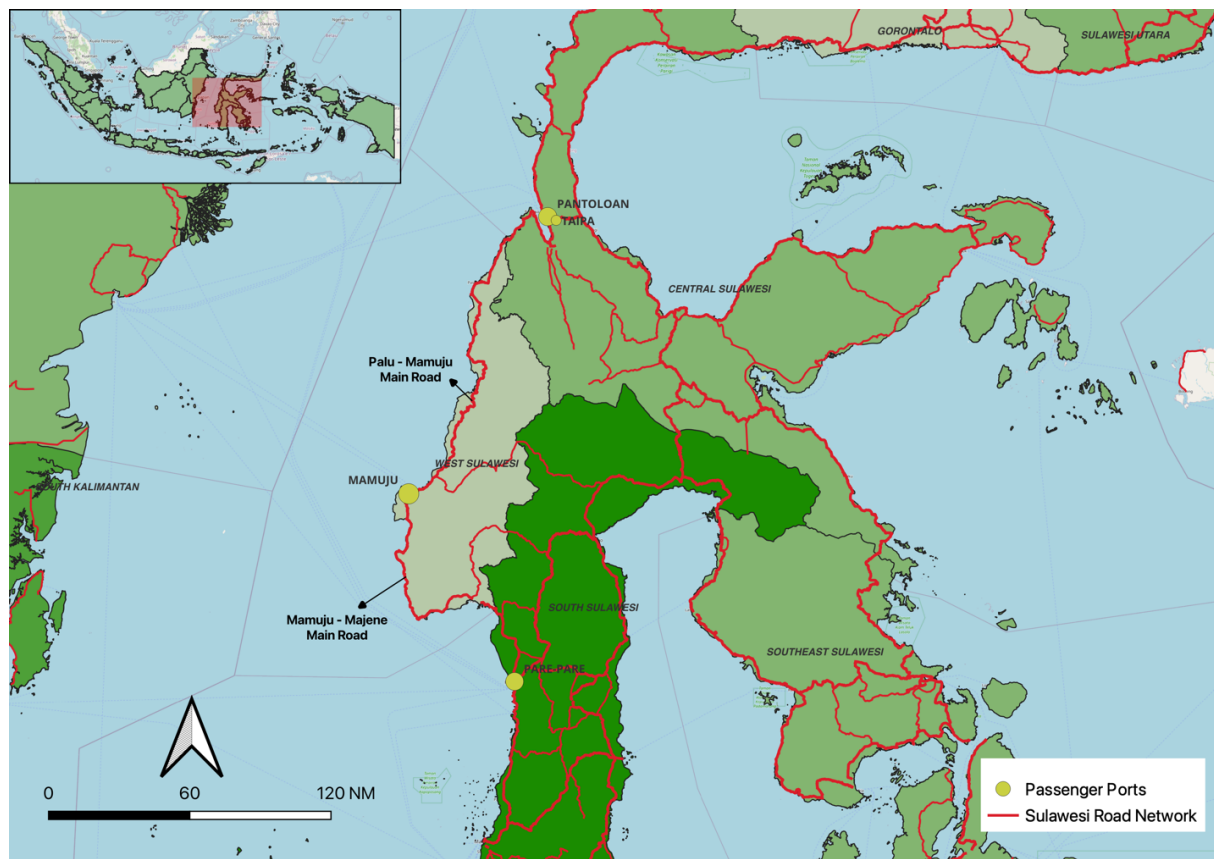 GORONTALO
SULAWESI UTARA
PANTOLOAN
TAIPA
CENTRAL SULAWESI
Palu - Mamuju
Main Road
WEST SULAWESI
MAMUJU
SOUTH KALIMANTAN
Mamuju - Majene
Main Road
SOUTH SULAWESI
SOUTHEAST SULAWESI
PARE-PARE
0 60 120 NM
Passenger Ports
Sulawesi Road Network